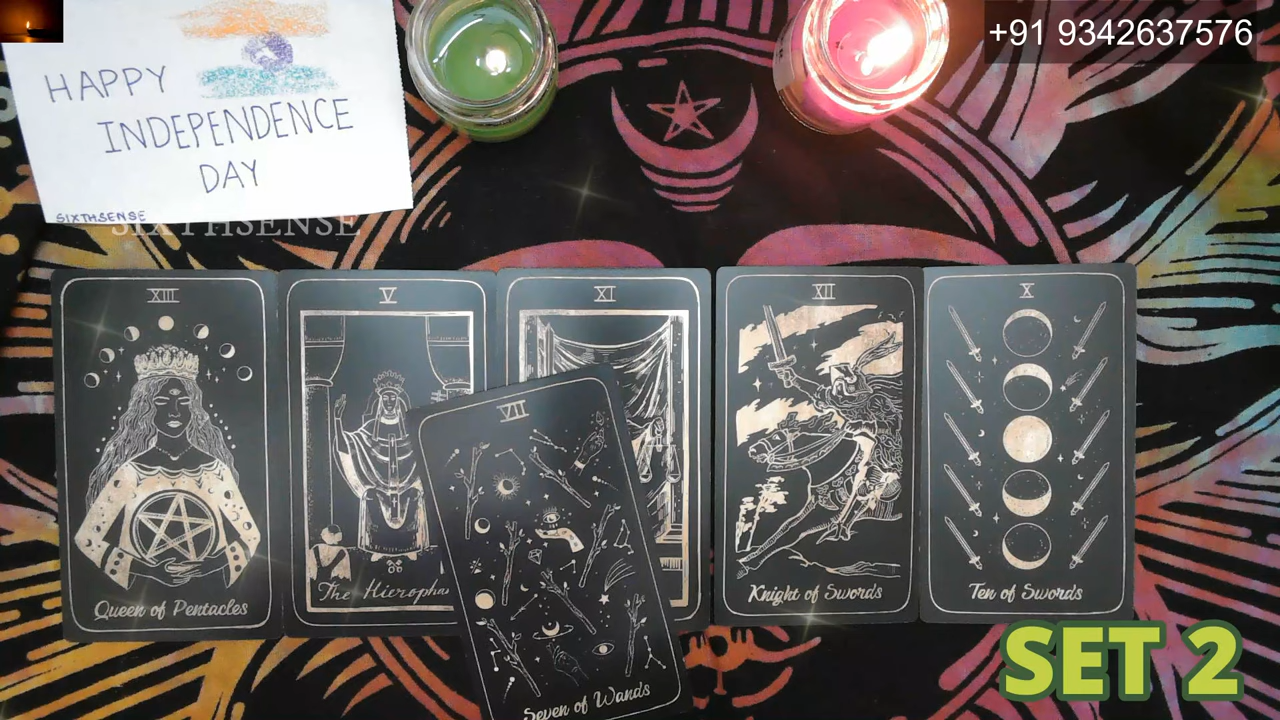 +91 9342637576
HAPPY
INDEPENDENCE
DAY
SIXTHSENSE
SIXTHSENSE
XIII
V
XI
XII
X
VII
Queen of Pentacles
The Hieropha
Knight of Swords
Ten of Swords
Seven of Wands
SET 2